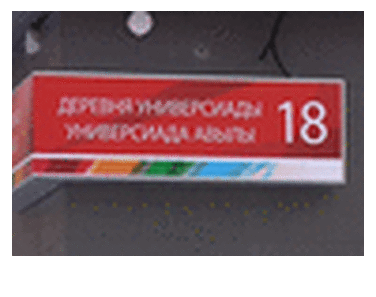 ДЕРЕВНЯ УНИВЕРСИАДЫ
УНИВЕРСИАДА АВЫЛЫ
18